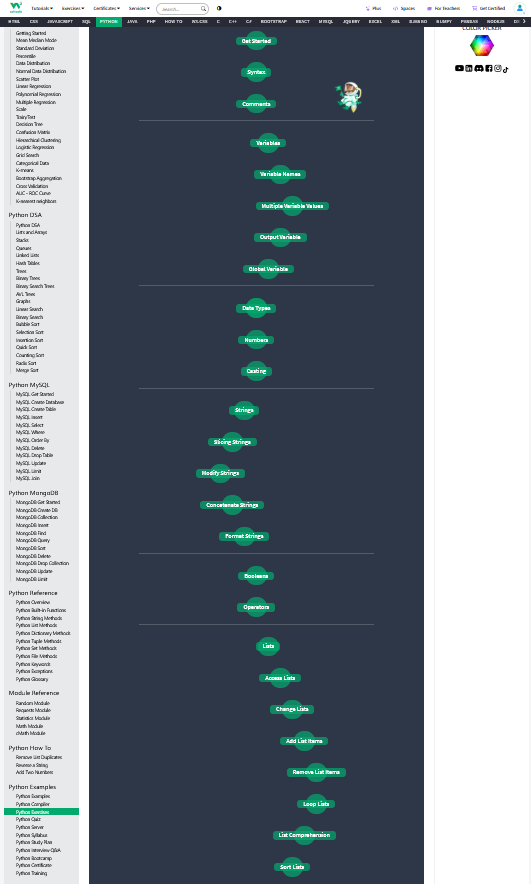 Tutorials Exercises Certificates Services Search... Plus Spaces For Teachers Get Certified
HTML CSS JAVASCRIPT SQL PYTHON JAVA PHP HOW TO W3.CSS C C++ C# BOOTSTRAP REACT MYSQL JQUERY EXCEL XML DJANGO NUMPY PANDAS NODEJS
Getting Started
Mean Median Mode
Standard Deviation
Percentile
Data Distribution
Normal Data Distribution
Scatter Plot
Linear Regression
Polynomial Regression
Multiple Regression
Scale
Train/Test
Decision Tree
Confusion Matrix
Hierarchical Clustering
Logistic Regression
Grid Search
Categorical Data
K-means
Bootstrap Aggregation
Cross Validation
AUC - ROC Curve
K-nearest neighbors
Python DSA
Python DSA
Lists and Arrays
Stacks
Queues
Linked Lists
Hash Tables
Trees
Binary Trees
Binary Search Trees
AVL Trees
Graphs
Linear Search
Binary Search
Bubble Sort
Selection Sort
Insertion Sort
Quick Sort
Counting Sort
Radix Sort
Merge Sort
Python MySQL
MySQL Get Started
MySQL Create Database
MySQL Create Table
MySQL Insert
MySQL Select
MySQL Where
MySQL Order By
MySQL Delete
MySQL Drop Table
MySQL Update
MySQL Limit
MySQL Join
Python MongoDB
MongoDB Get Started
MongoDB Create DB
MongoDB Collection
MongoDB Insert
MongoDB Find
MongoDB Query
MongoDB Sort
MongoDB Delete
MongoDB Drop Collection
MongoDB Update
MongoDB Limit
Python Reference
Python Overview
Python Built-in Functions
Python String Methods
Python List Methods
Python Dictionary Methods
Python Tuple Methods
Python Set Methods
Python File Methods
Python Keywords
Python Exceptions
Python Glossary
Module Reference
Random Module
Requests Module
Statistics Module
Math Module
cMath Module
Python How To
Remove List Duplicates
Reverse a String
Add Two Numbers
Python Examples
Python Examples
Python Compiler
Python Exercises
Python Quiz
Python Server
Python Syllabus
Python Study Plan
Python Interview Q&A
Python Bootcamp
Python Certificate
Python Training
Get Started
Syntax
Comments
Variables
Variable Names
Multiple Variable Values
Output Variable
Global Variable
Data Types
Numbers
Casting
Strings
Slicing Strings
Modify Strings
Concatenate Strings
Format Strings
Booleans
Operators
Lists
Access Lists
Change Lists
Add List Items
Remove List Items
Loop Lists
List Comprehension
Sort Lists
COLOR PICKER